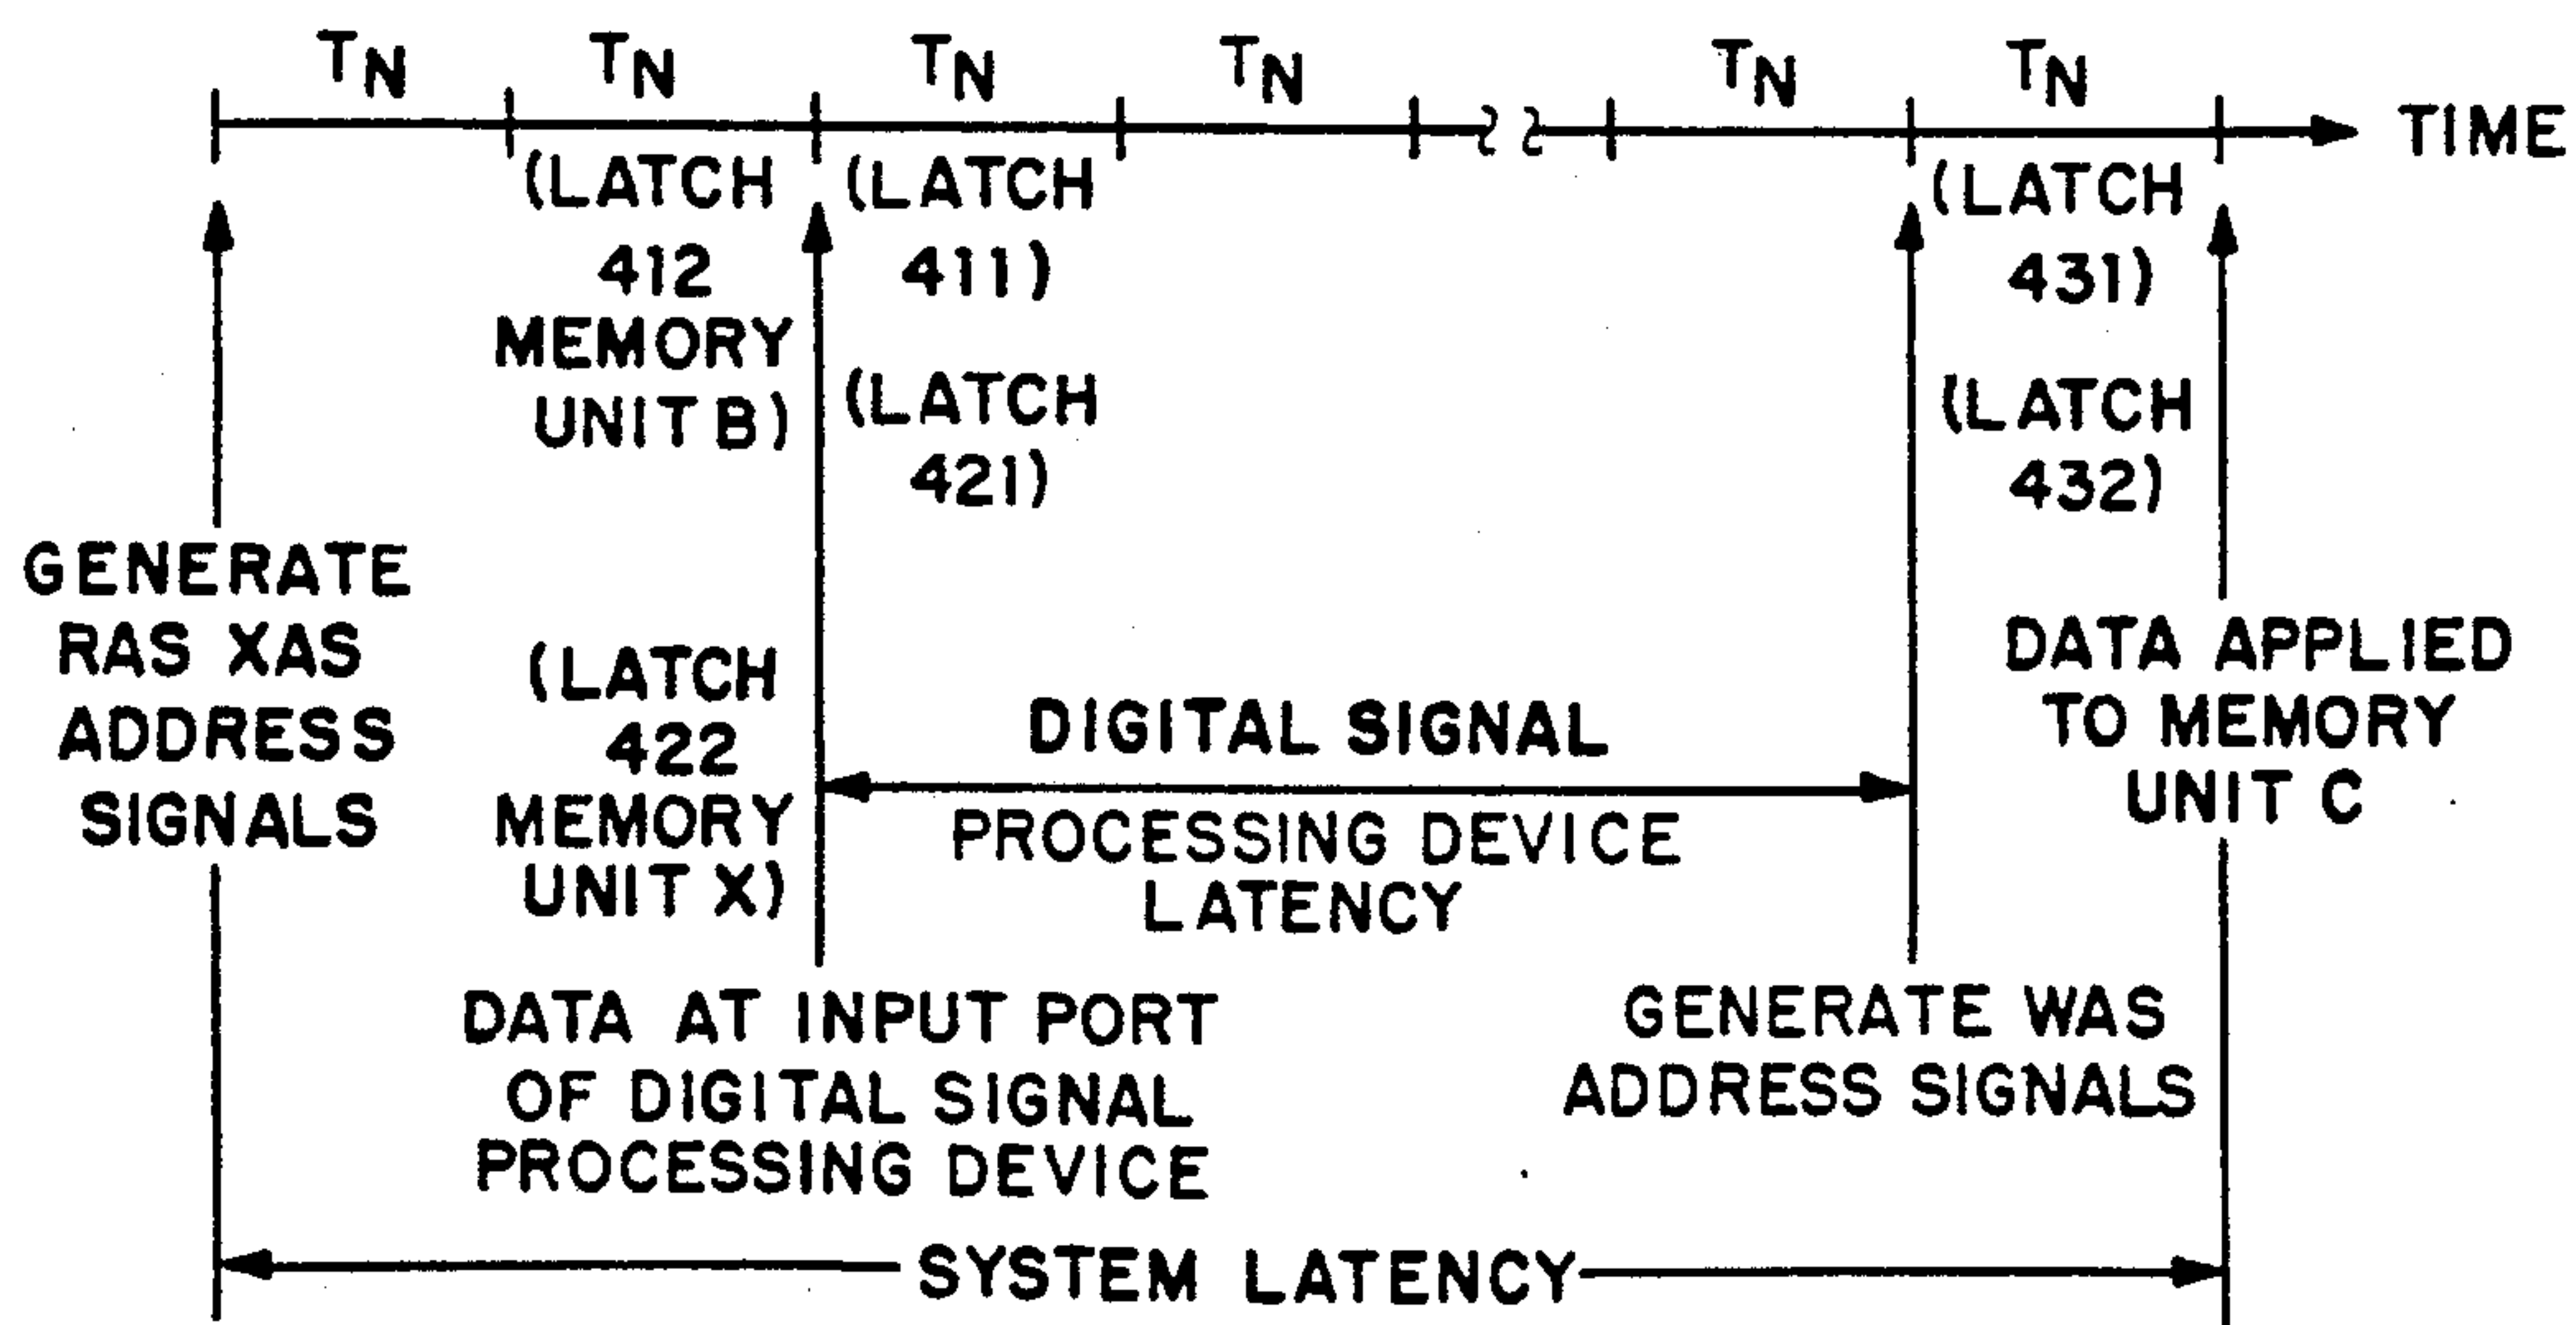 TN TN TN TN TN TN
TIME
(LATCH
412
MEMORY
UNIT B)
(LATCH
411)
(LATCH
421)
(LATCH
431)
(LATCH
432)
GENERATE
RAS XAS
ADDRESS
SIGNALS
(LATCH
422
MEMORY
UNIT X)
DIGITAL SIGNAL
PROCESSING DEVICE
LATENCY
DATA APPLIED
TO MEMORY
UNIT C
DATA AT INPUT PORT
OF DIGITAL SIGNAL
PROCESSING DEVICE
GENERATE WAS
ADDRESS SIGNALS
SYSTEM LATENCY